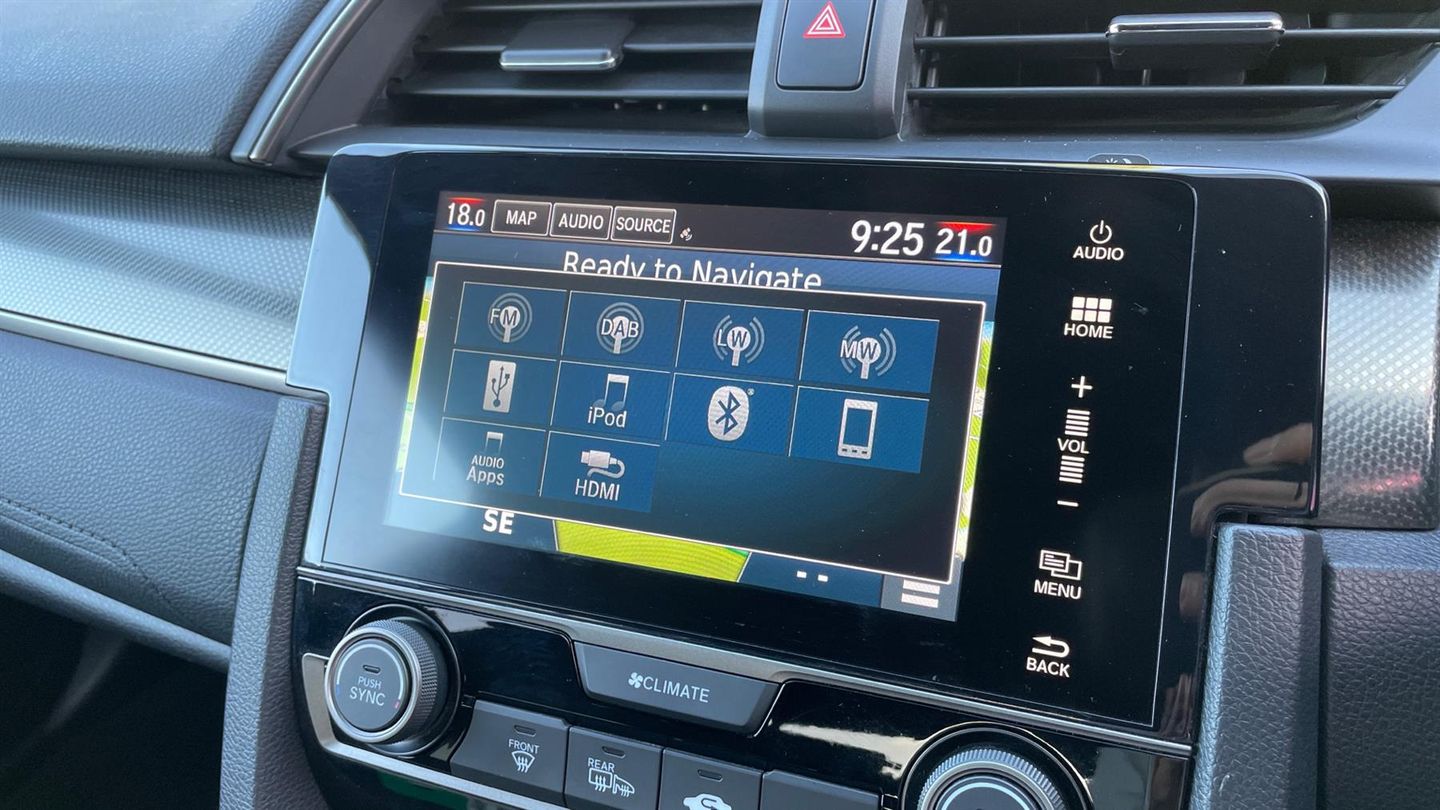 18.0 MAP AUDIO SOURCE 9:25 21.0
Ready to Navigate
FM DAB LW MW
iPod
AUDIO
Apps
HDMI
SE
AUDIO
HOME
+
VOL
−
MENU
BACK
PUSH
SYNC
CLIMATE
FRONT
REAR